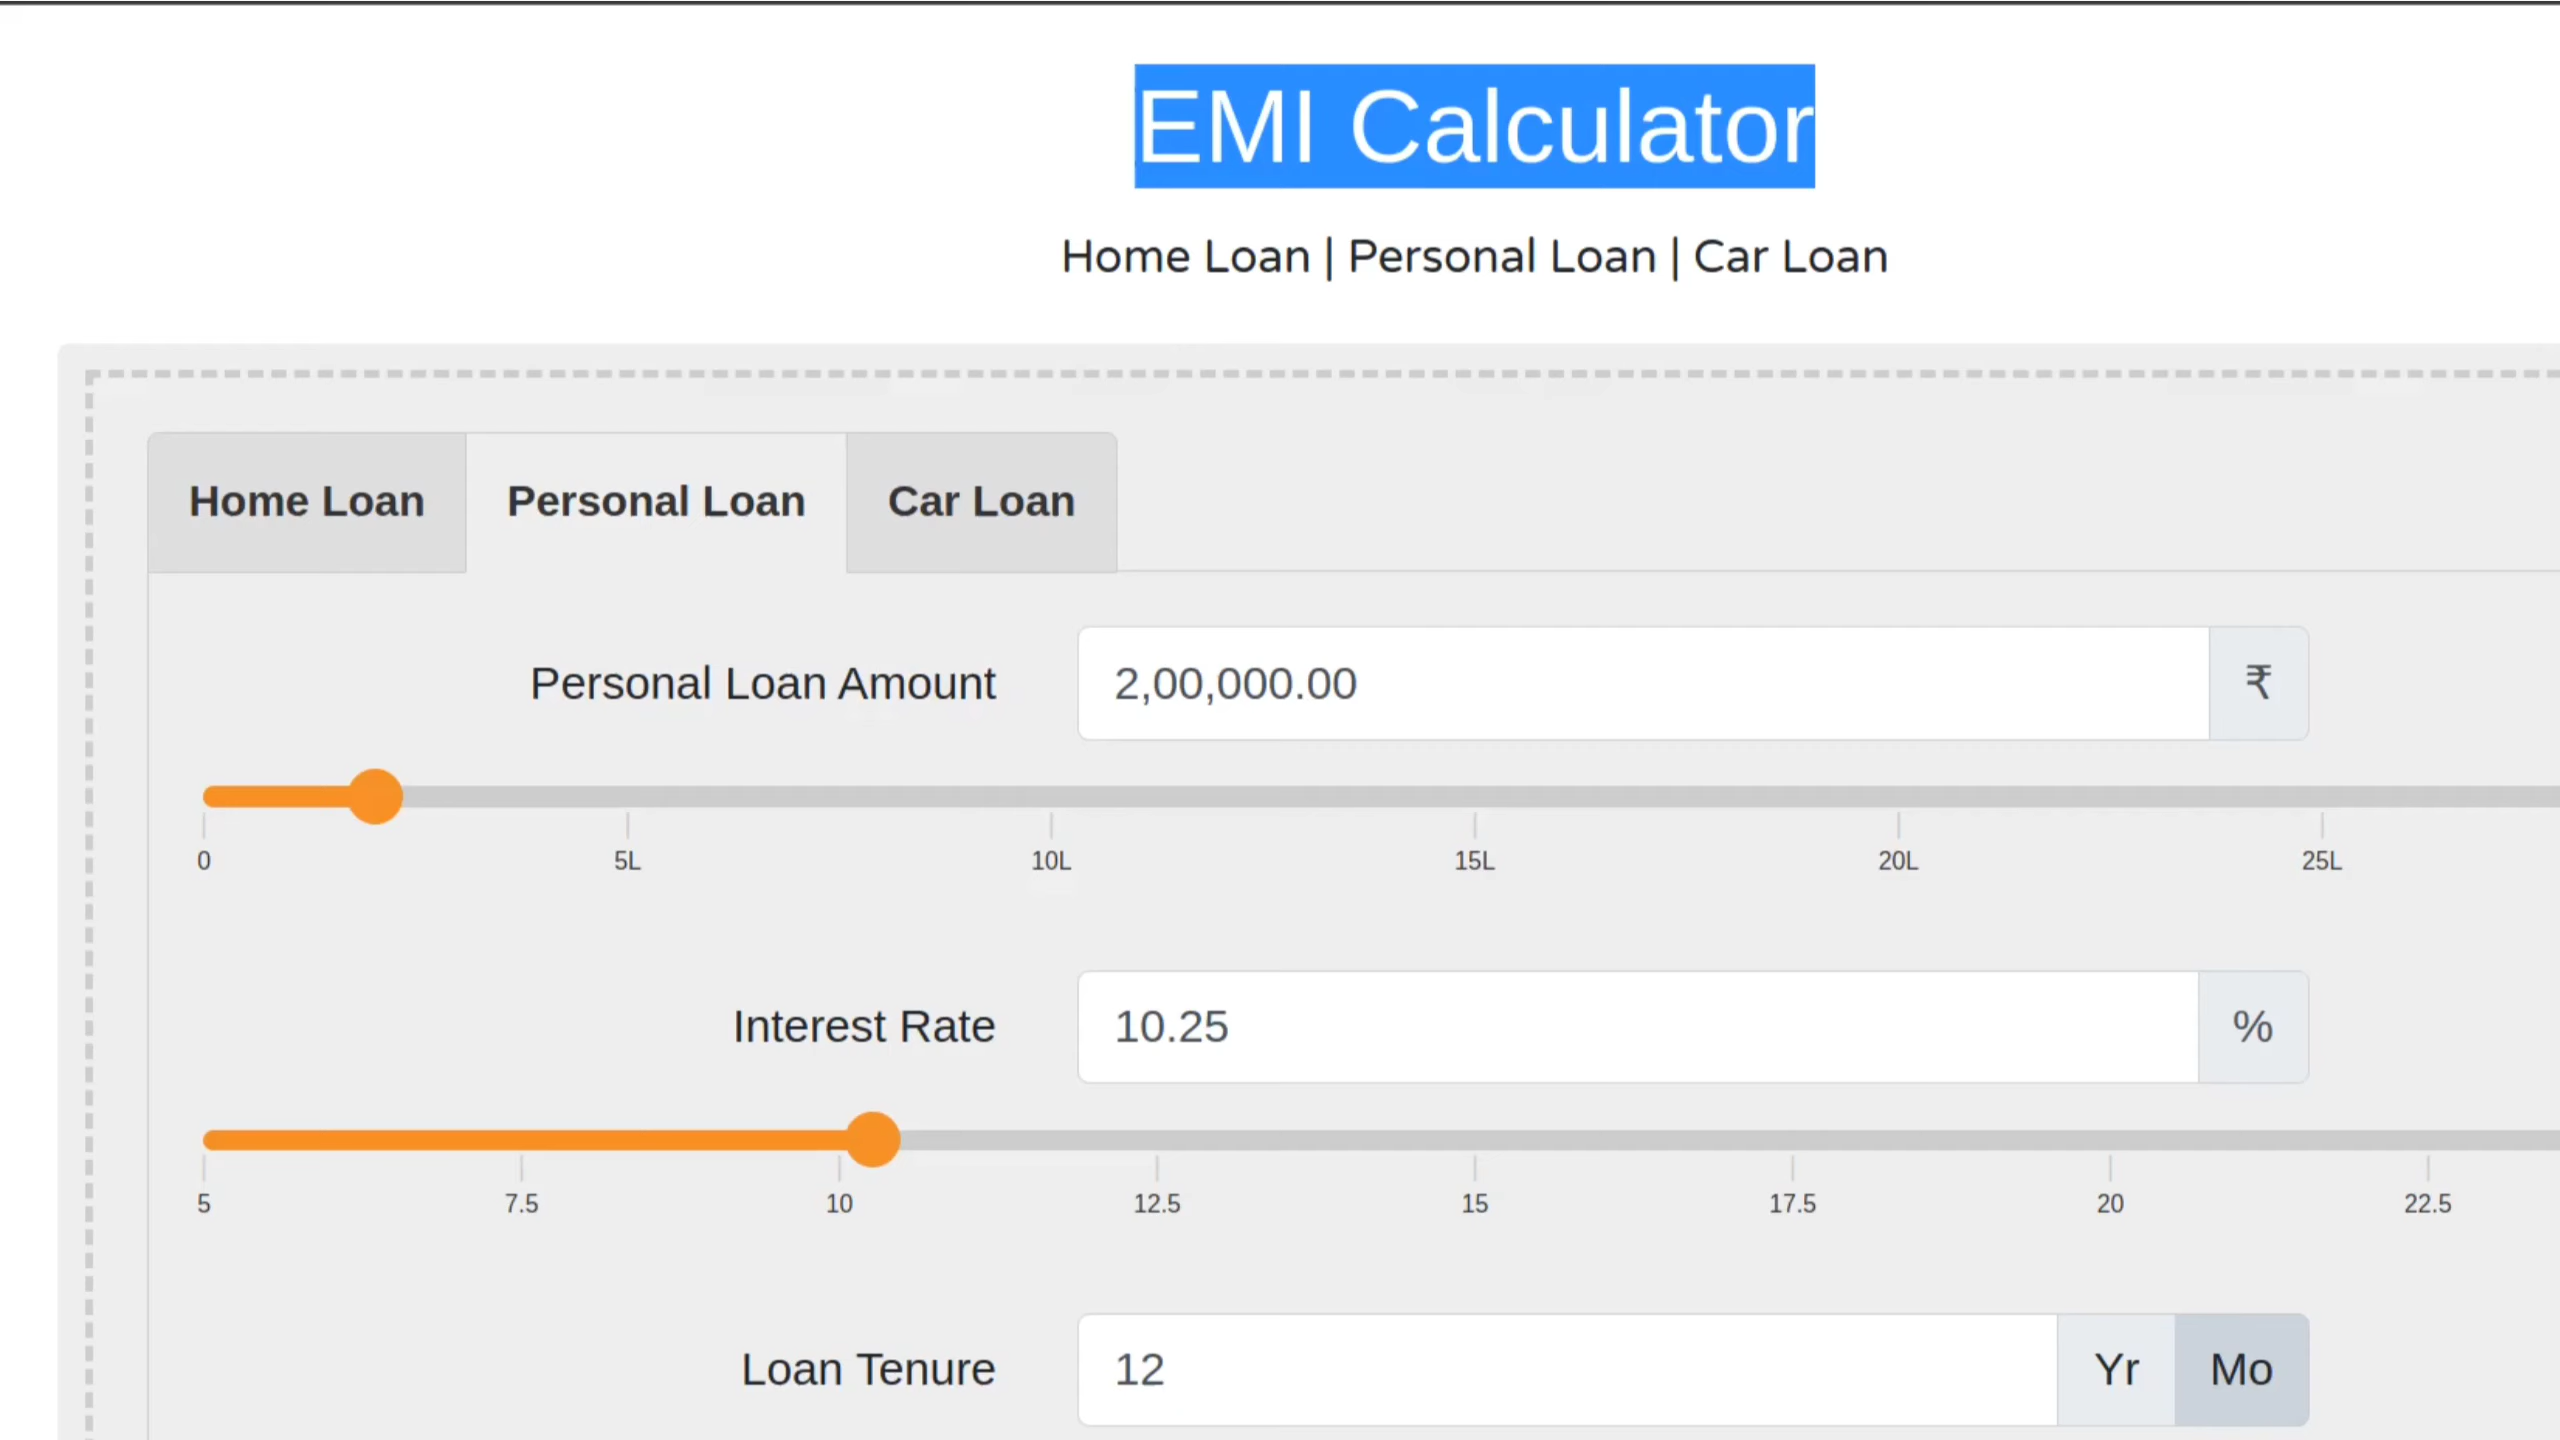 EMI Calculator
Home Loan | Personal Loan | Car Loan
Home Loan Personal Loan Car Loan
Personal Loan Amount 2,00,000.00 ₹
0 5L 10L 15L 20L 25L
Interest Rate 10.25 %
5 7.5 10 12.5 15 17.5 20 22.5
Loan Tenure 12 Yr Mo